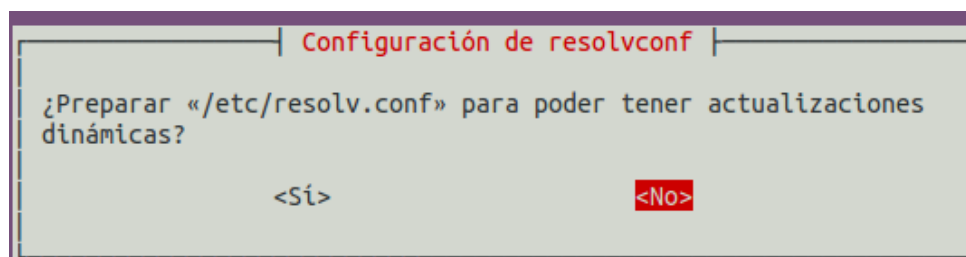 Configuración de resolvconf
¿Preparar «/etc/resolv.conf» para poder tener actualizaciones
dinámicas?
<Sí> <No>